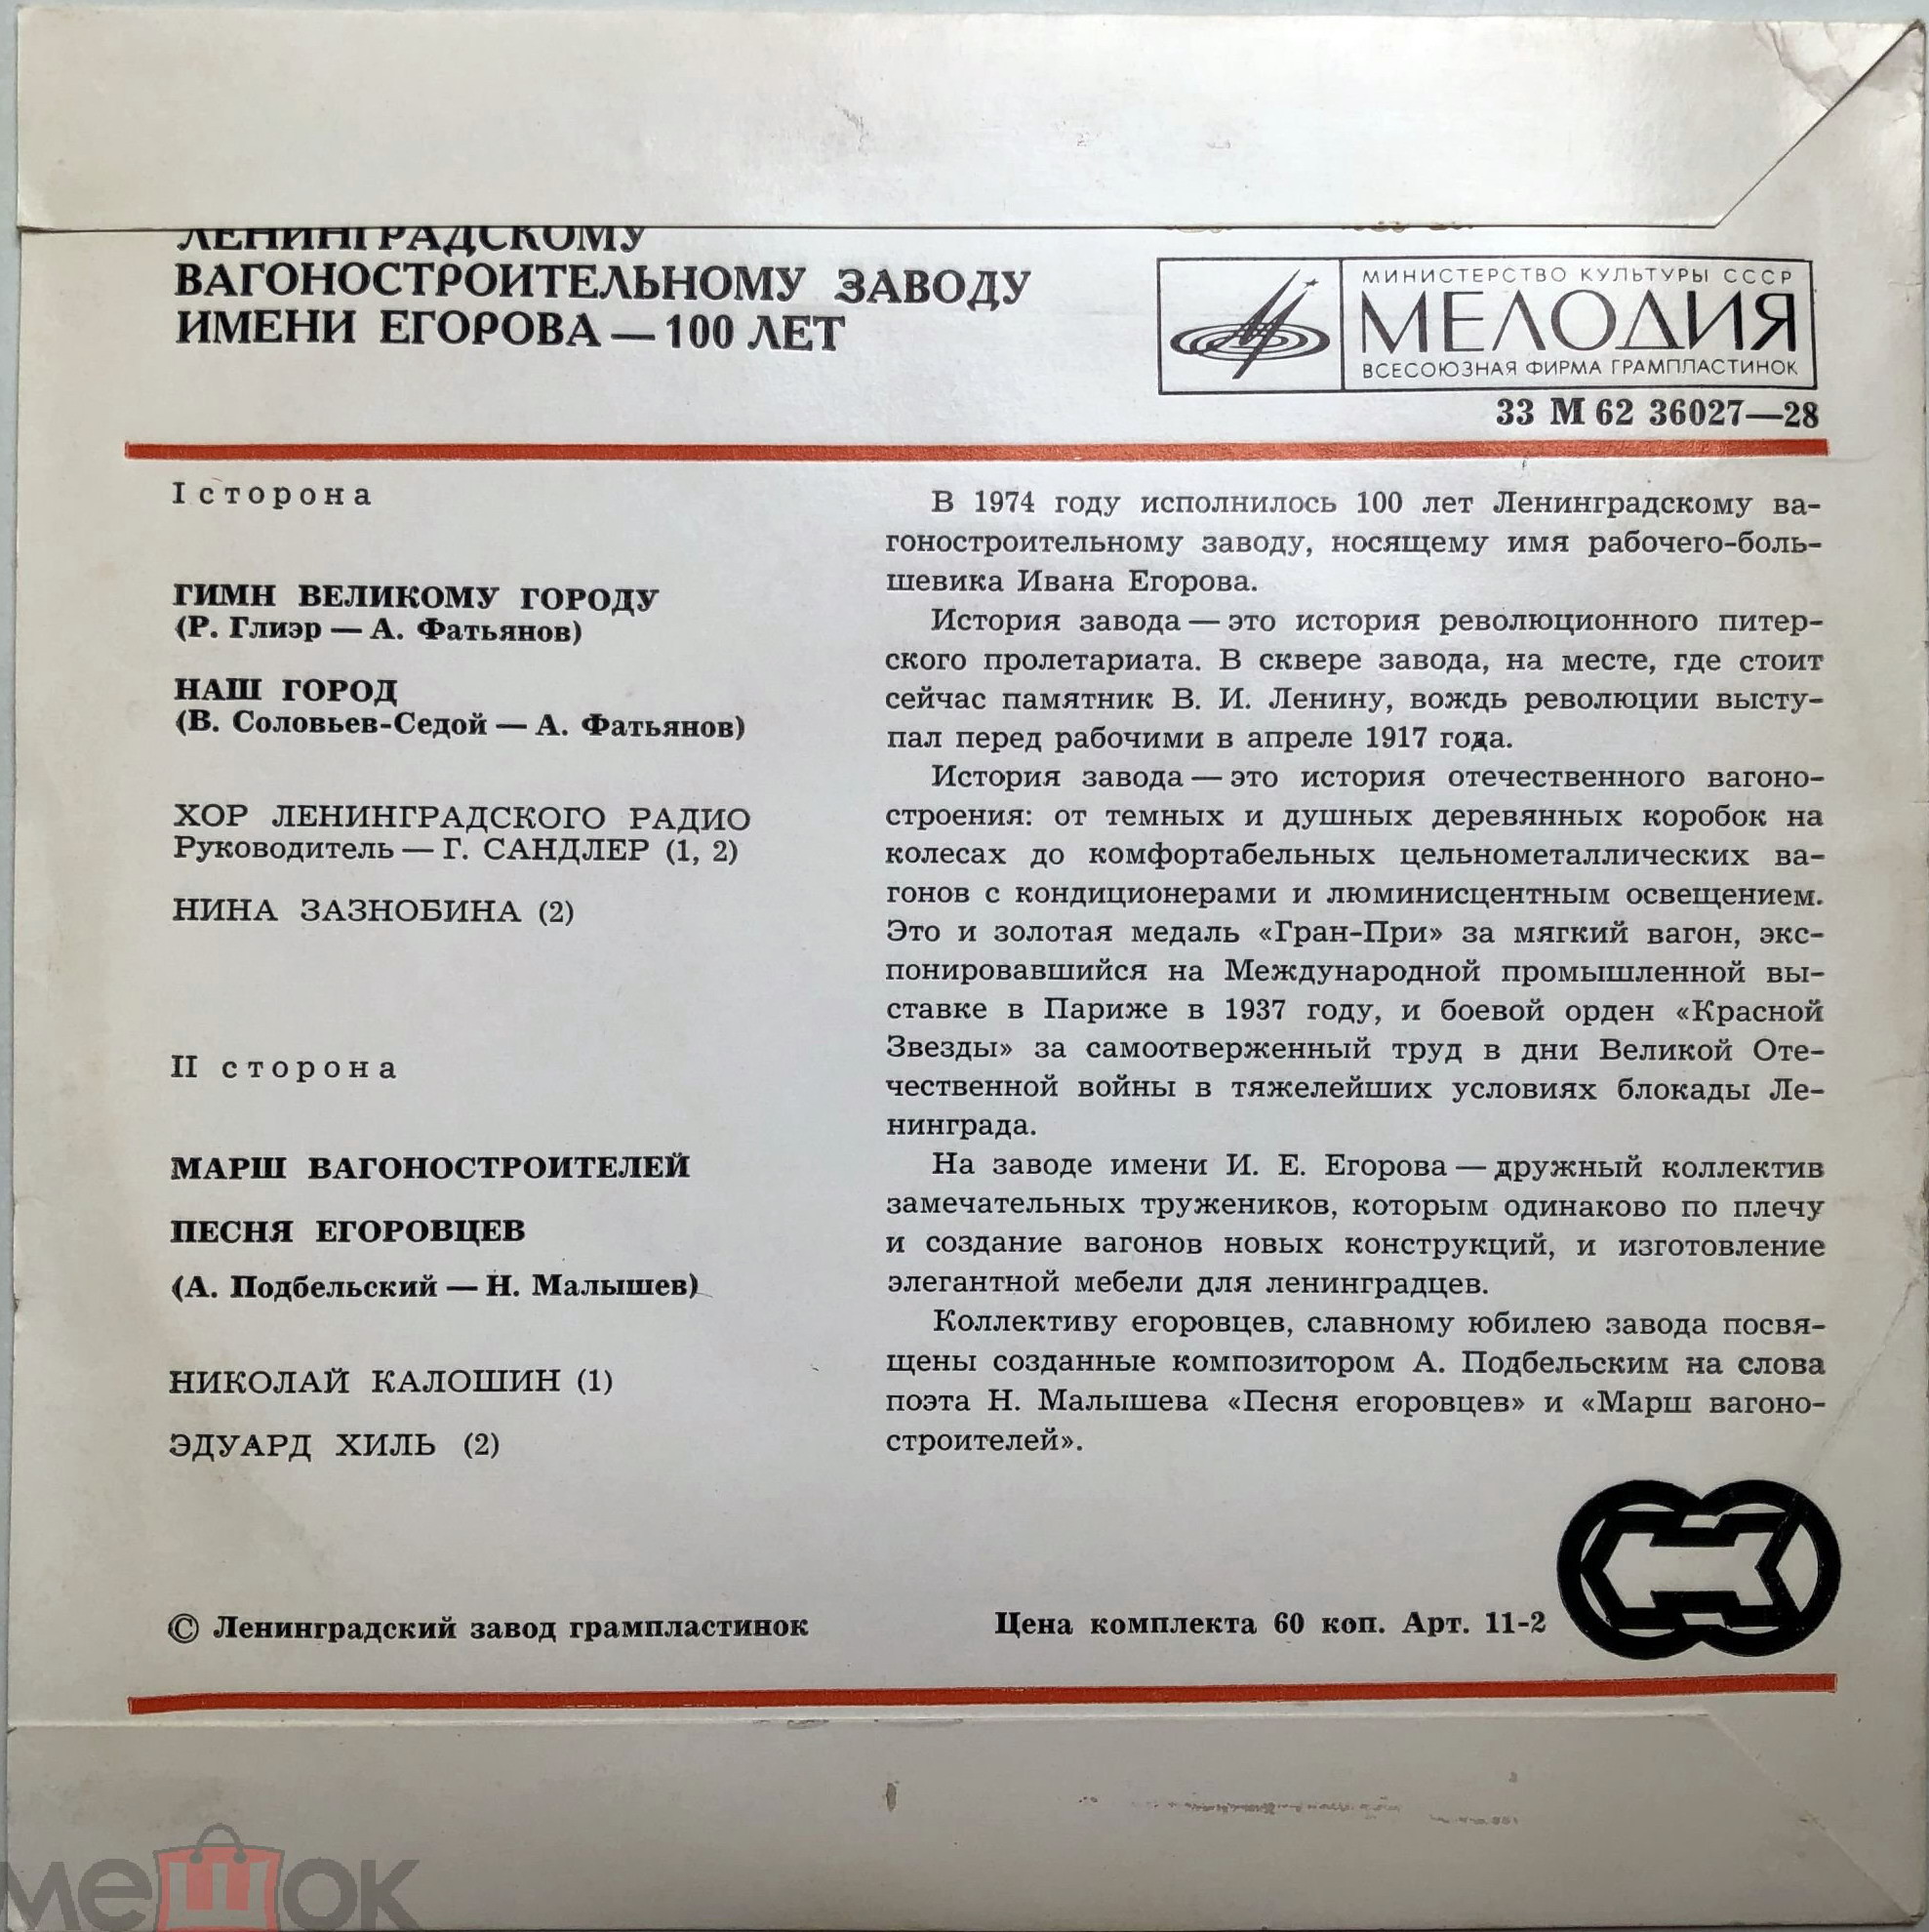 ЛЕНИНГРАДСКОМУ
ВАГОНОСТРОИТЕЛЬНОМУ ЗАВОДУ
ИМЕНИ ЕГОРОВА — 100 ЛЕТ
МИНИСТЕРСТВО КУЛЬТУРЫ СССР
МЕЛОДИЯ
ВСЕСОЮЗНАЯ ФИРМА ГРАМПЛАСТИНОК
33 М 62 36027—28
I сторона
ГИМН ВЕЛИКОМУ ГОРОДУ
(Р. Глиэр — А. Фатьянов)
НАШ ГОРОД
(В. Соловьев-Седой — А. Фатьянов)
ХОР ЛЕНИНГРАДСКОГО РАДИО
Руководитель — Г. САНДЛЕР (1, 2)
НИНА ЗАЗНОБИНА (2)
II сторона
МАРШ ВАГОНОСТРОИТЕЛЕЙ
ПЕСНЯ ЕГОРОВЦЕВ
(А. Подбельский — Н. Малышев)
НИКОЛАЙ КАЛОШИН (1)
ЭДУАРД ХИЛЬ (2)
В 1974 году исполнилось 100 лет Ленинградскому ва-
гоностроительному заводу, носящему имя рабочего-боль-
шевика Ивана Егорова.
История завода — это история революционного питер-
ского пролетариата. В сквере завода, на месте, где стоит
сейчас памятник В. И. Ленину, вождь революции высту-
пал перед рабочими в апреле 1917 года.
История завода — это история отечественного вагоно-
строения: от темных и душных деревянных коробок на
колесах до комфортабельных цельнометаллических ва-
гонов с кондиционерами и люминисцентным освещением.
Это и золотая медаль «Гран-При» за мягкий вагон, экс-
понировавшийся на Международной промышленной вы-
ставке в Париже в 1937 году, и боевой орден «Красной
Звезды» за самоотверженный труд в дни Великой Оте-
чественной войны в тяжелейших условиях блокады Ле-
нинграда.
На заводе имени И. Е. Егорова — дружный коллектив
замечательных тружеников, которым одинаково по плечу
и создание вагонов новых конструкций, и изготовление
элегантной мебели для ленинградцев.
Коллективу егоровцев, славному юбилею завода посвя-
щены созданные композитором А. Подбельским на слова
поэта Н. Малышева «Песня егоровцев» и «Марш вагоно-
строителей».
© Ленинградский завод грампластинок
Цена комплекта 60 коп. Арт. 11-2
мешок